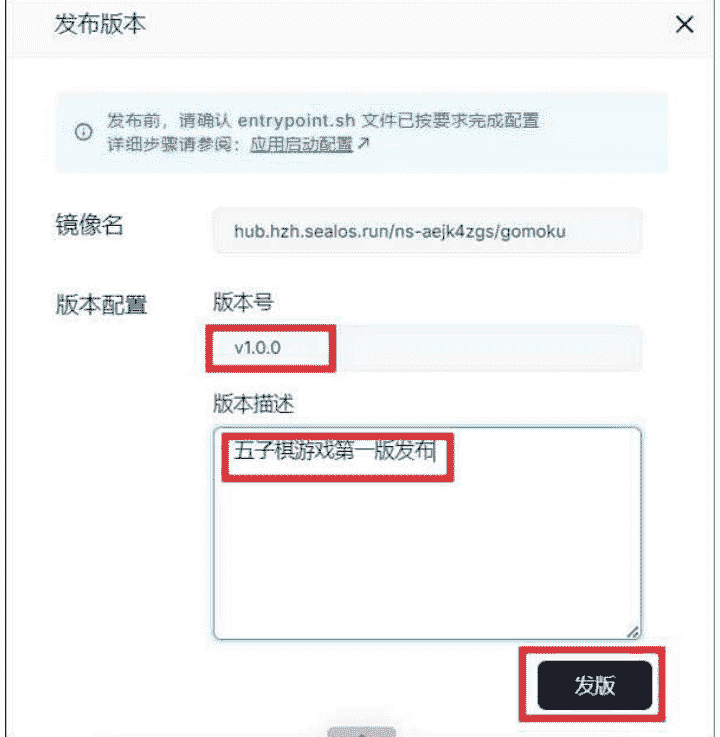 发布版本
发布前，请确认 entrypoint.sh 文件已按要求完成配置
详细步骤请参阅：应用启动配置
镜像名
hub.hzh.sealos.run/ns-aejk4zgs/gomoku
版本配置
版本号
v1.0.0
版本描述
五子棋游戏第一版发布
发版